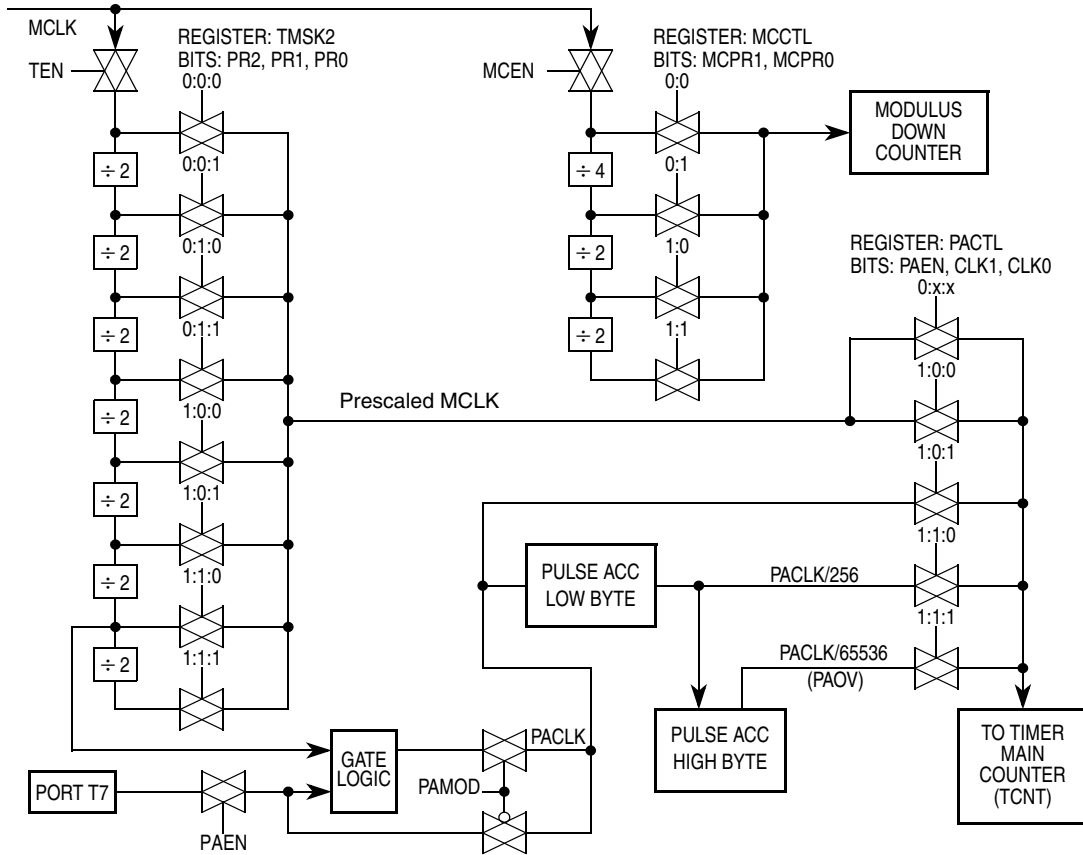 MCLK
TEN
REGISTER: TMSK2
BITS: PR2, PR1, PR0
0:0:0
÷ 2
0:0:1
÷ 2
0:1:0
÷ 2
0:1:1
÷ 2
1:0:0
÷ 2
1:0:1
÷ 2
1:1:0
÷ 2
1:1:1
MCEN
REGISTER: MCCTL
BITS: MCPR1, MCPR0
0:0
÷ 4
0:1
÷ 2
1:0
÷ 2
1:1
MODULUS
DOWN
COUNTER
Prescaled MCLK
REGISTER: PACTL
BITS: PAEN, CLK1, CLK0
0:x:x
1:0:0
1:0:1
1:1:0
1:1:1
PULSE ACC
LOW BYTE
PACLK/256
PACLK/65536
(PAOV)
PULSE ACC
HIGH BYTE
TO TIMER
MAIN
COUNTER
(TCNT)
PORT T7
PAEN
GATE
LOGIC
PACLK
PAMOD